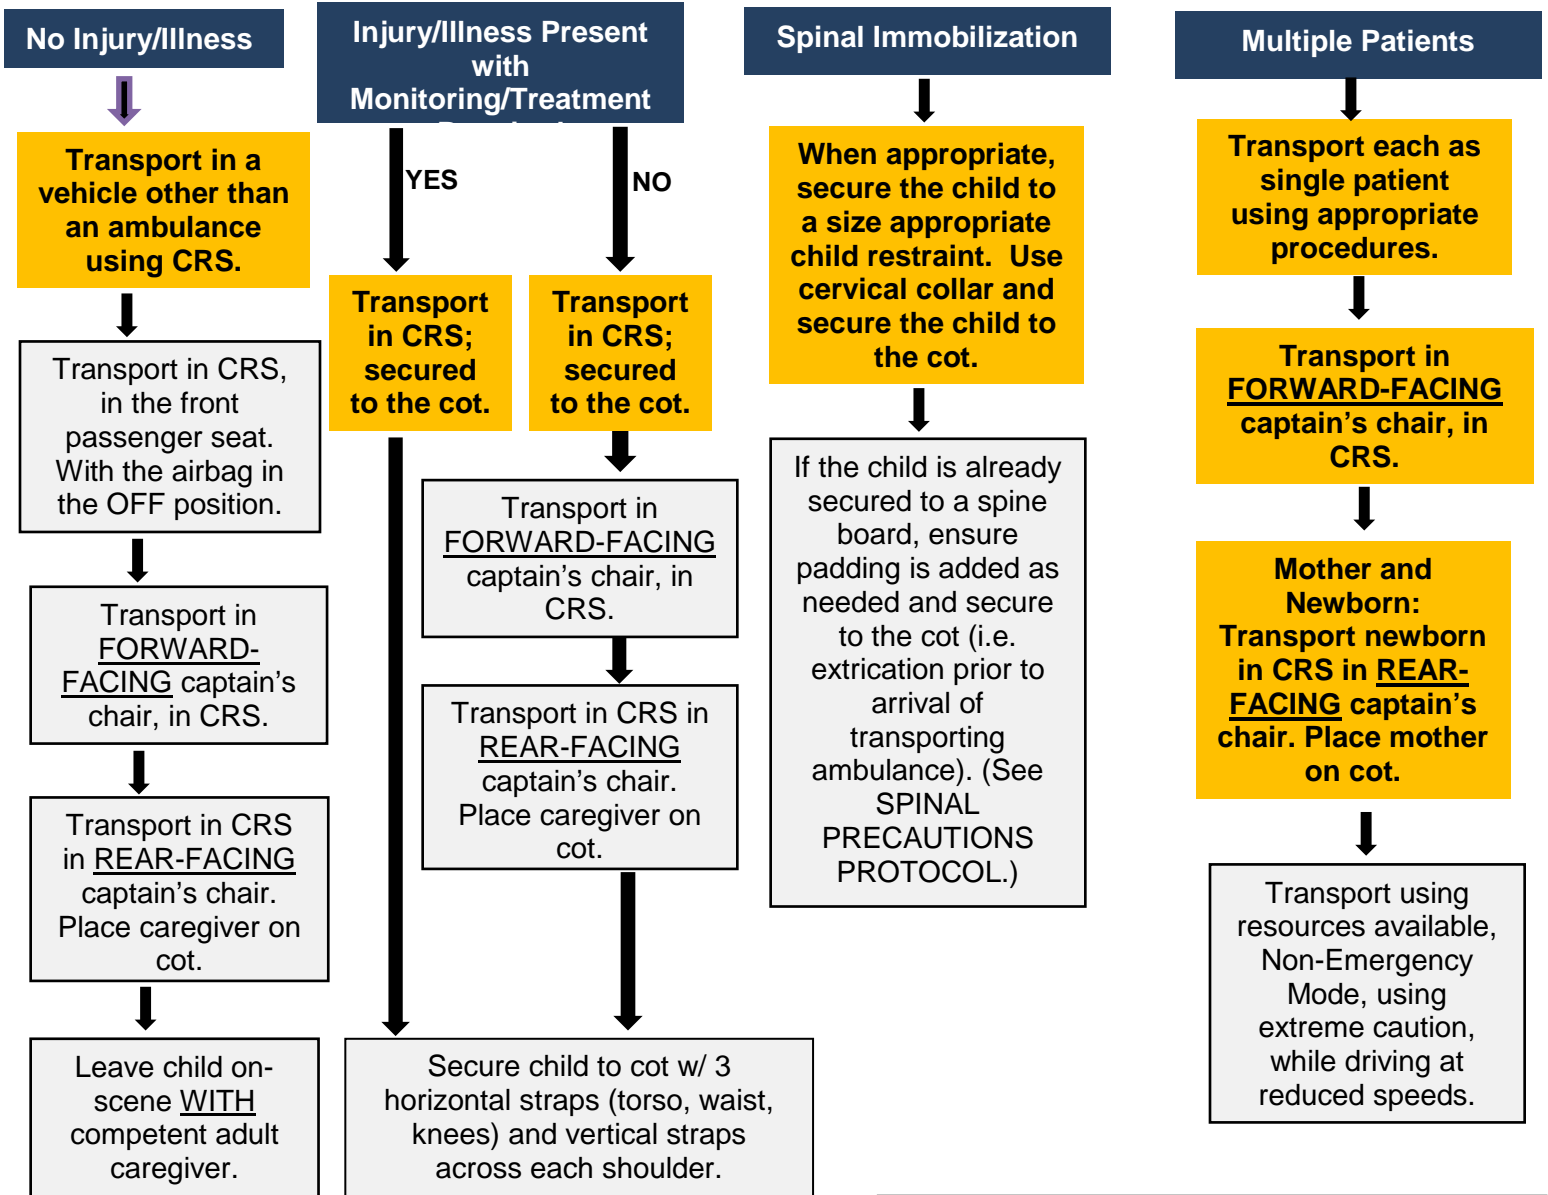 No Injury/Illness
Transport in a
vehicle other than
an ambulance
using CRS.
Transport in CRS,
in the front
passenger seat.
With the airbag in
the OFF position.
Transport in
FORWARD-
FACING captain's
chair, in CRS.
Transport in CRS
in REAR-FACING
captain's chair.
Place caregiver on
cot.
Leave child on-
scene WITH
competent adult
caregiver.
Injury/Illness Present
with
Monitoring/Treatment
YES
NO
Transport
in CRS;
secured
to the cot.
Transport
in CRS;
secured
to the cot.
Transport in
FORWARD-FACING
captain's chair, in
CRS.
Transport in CRS in
REAR-FACING
captain's chair.
Place caregiver on
cot.
Secure child to cot w/ 3
horizontal straps (torso, waist,
knees) and vertical straps
across each shoulder.
Spinal Immobilization
When appropriate,
secure the child to
a size appropriate
child restraint.  Use
cervical collar and
secure the child to
the cot.
If the child is already
secured to a spine
board, ensure
padding is added as
needed and secure
to the cot (i.e.
extrication prior to
arrival of
transporting
ambulance). (See
SPINAL
PRECAUTIONS
PROTOCOL.)
Multiple Patients
Transport each as
single patient
using appropriate
procedures.
Transport in
FORWARD-FACING
captain's chair, in
CRS.
Mother and
Newborn:
Transport newborn
in CRS in REAR-
FACING captain's
chair. Place mother
on cot.
Transport using
resources available,
Non-Emergency
Mode, using
extreme caution,
while driving at
reduced speeds.